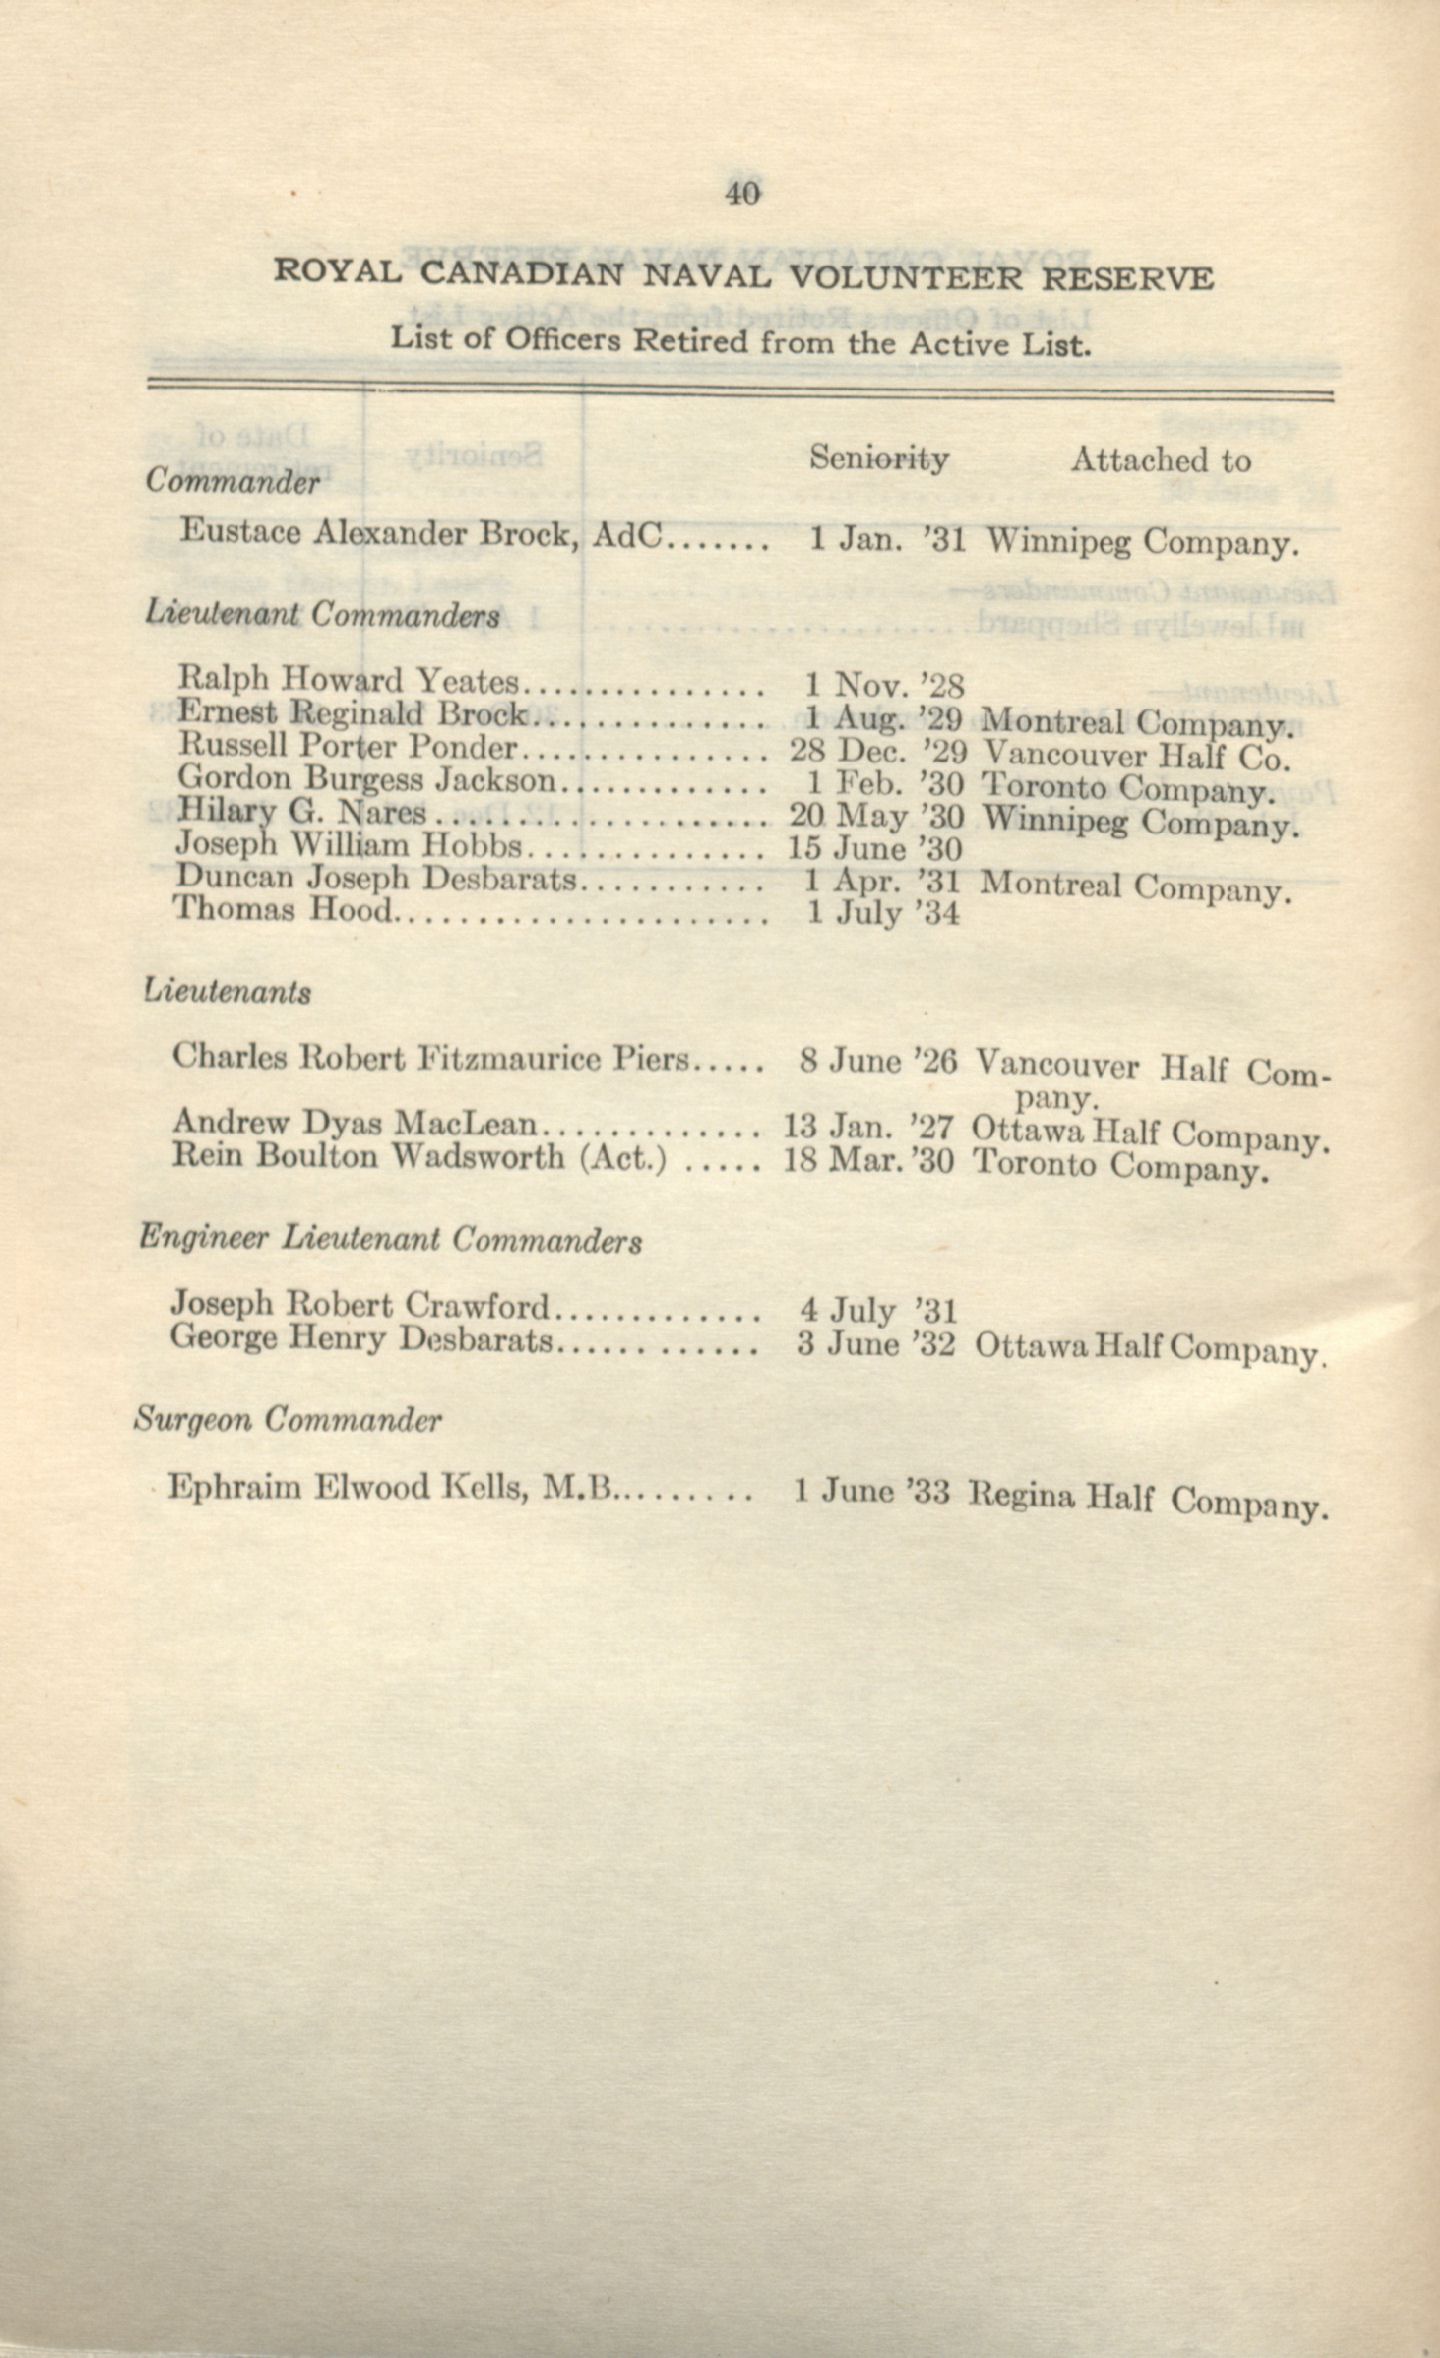 40
ROYAL CANADIAN NAVAL VOLUNTEER RESERVE
List of Officers Retired from the Active List.
Seniority Attached to
Commander
Eustace Alexander Brock, AdC....... 1 Jan. '31 Winnipeg Company.
Lieutenant Commanders
Ralph Howard Yeates............... 1 Nov. '28
Ernest Reginald Brock.............. 1 Aug. '29 Montreal Company.
Russell Porter Ponder............... 28 Dec. '29 Vancouver Half Co.
Gordon Burgess Jackson............. 1 Feb. '30 Toronto Company.
Hilary G. Nares.................... 20 May '30 Winnipeg Company.
Joseph William Hobbs............... 15 June '30
Duncan Joseph Desbarats............ 1 Apr. '31 Montreal Company.
Thomas Hood....................... 1 July '34
Lieutenants
Charles Robert Fitzmaurice Piers..... 8 June '26 Vancouver Half Com-
pany.
Andrew Dyas MacLean.............. 13 Jan. '27 Ottawa Half Company.
Rein Boulton Wadsworth (Act.) ..... 18 Mar. '30 Toronto Company.
Engineer Lieutenant Commanders
Joseph Robert Crawford............. 4 July '31
George Henry Desbarats............ 3 June '32 Ottawa Half Company.
Surgeon Commander
Ephraim Elwood Kells, M.B......... 1 June '33 Regina Half Company.